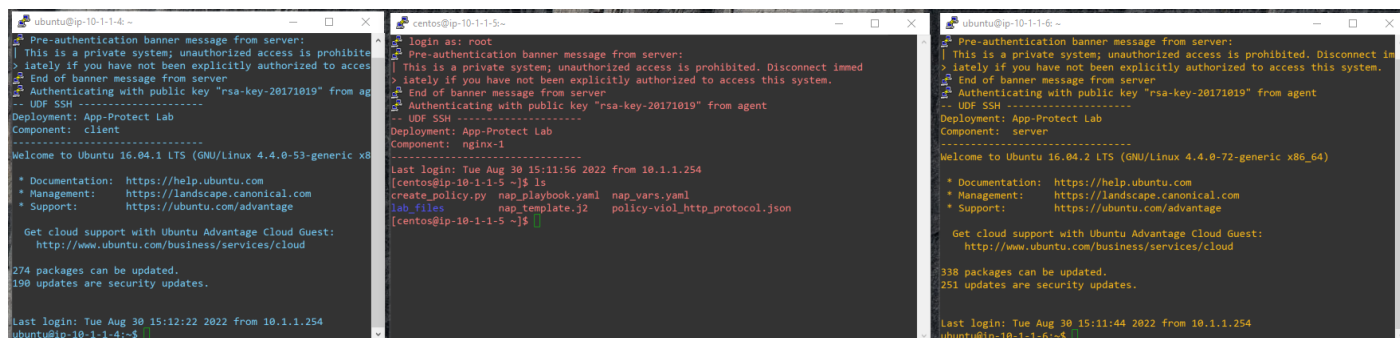 ubuntu@ip-10-1-1-4: ~
Pre-authentication banner message from server:
| This is a private system; unauthorized access is prohibite
> iately if you have not been explicitly authorized to acces
End of banner message from server
Authenticating with public key "rsa-key-20171019" from ag
-- UDF SSH --------------------
Deployment: App-Protect Lab
Component:  client
-------------------------------
Welcome to Ubuntu 16.04.1 LTS (GNU/Linux 4.4.0-53-generic x8
* Documentation:  https://help.ubuntu.com
* Management:     https://landscape.canonical.com
* Support:        https://ubuntu.com/advantage
Get cloud support with Ubuntu Advantage Cloud Guest:
http://www.ubuntu.com/business/services/cloud
274 packages can be updated.
190 updates are security updates.
Last login: Tue Aug 30 15:12:22 2022 from 10.1.1.254
ubuntu@ip-10-1-1-4:~$
centos@ip-10-1-1-5:~
login as: root
Pre-authentication banner message from server:
| This is a private system; unauthorized access is prohibited. Disconnect immed
> iately if you have not been explicitly authorized to access this system.
End of banner message from server
Authenticating with public key "rsa-key-20171019" from agent
-- UDF SSH --------------------
Deployment: App-Protect Lab
Component:  nginx-1
-------------------------------
Last login: Tue Aug 30 15:11:56 2022 from 10.1.1.254
[centos@ip-10-1-1-5 ~]$ ls
create_policy.py  nap_playbook.yaml  nap_vars.yaml
lab_files         nap_template.j2    policy-viol_http_protocol.json
[centos@ip-10-1-1-5 ~]$
ubuntu@ip-10-1-1-6: ~
Pre-authentication banner message from server:
| This is a private system; unauthorized access is prohibited. Disconnect im
> iately if you have not been explicitly authorized to access this system.
End of banner message from server
Authenticating with public key "rsa-key-20171019" from agent
-- UDF SSH --------------------
Deployment: App-Protect Lab
Component:  server
-------------------------------
Welcome to Ubuntu 16.04.2 LTS (GNU/Linux 4.4.0-72-generic x86_64)
* Documentation:  https://help.ubuntu.com
* Management:     https://landscape.canonical.com
* Support:        https://ubuntu.com/advantage
Get cloud support with Ubuntu Advantage Cloud Guest:
http://www.ubuntu.com/business/services/cloud
338 packages can be updated.
251 updates are security updates.
Last login: Tue Aug 30 15:11:44 2022 from 10.1.1.254
ubuntu@ip-10-1-1-6:~$